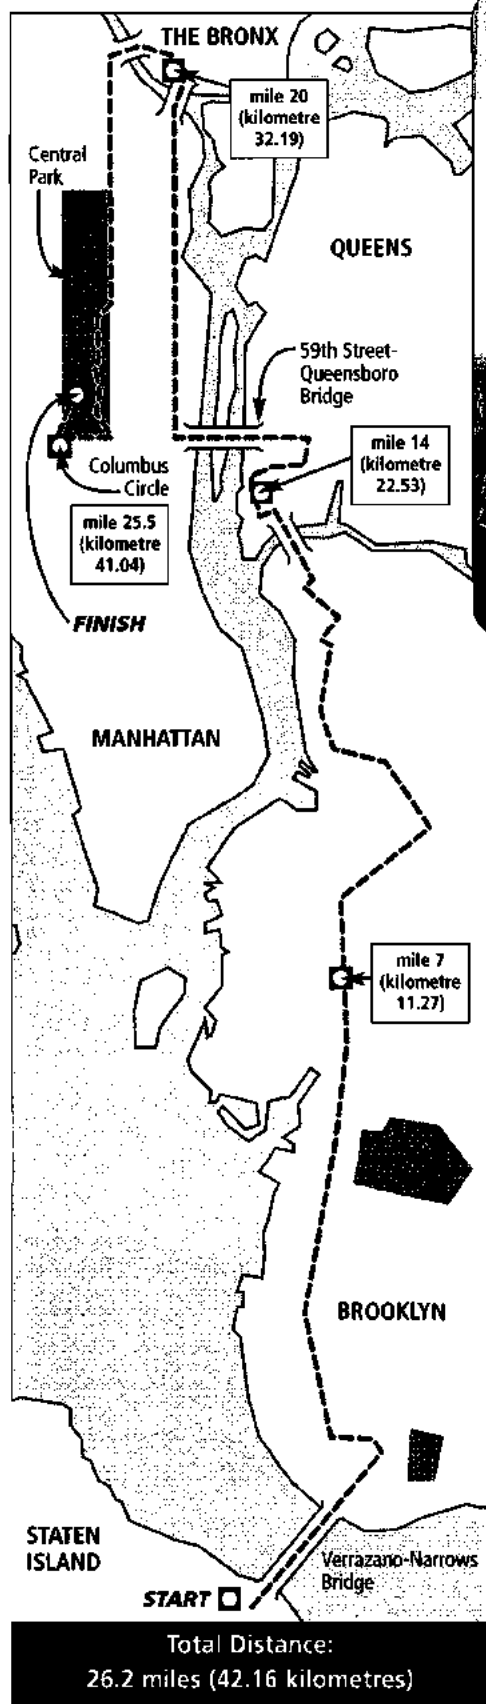 THE BRONX
mile 20
(kilometre
32.19)
Central
Park
QUEENS
59th Street-
Queensboro
Bridge
mile 14
(kilometre
22.53)
Columbus
Circle
mile 25.5
(kilometre
41.04)
FINISH
MANHATTAN
mile 7
(kilometre
11.27)
BROOKLYN
STATEN
ISLAND
Verrazano-Narrows
Bridge
START
Total Distance:
26.2 miles (42.16 kilometres)